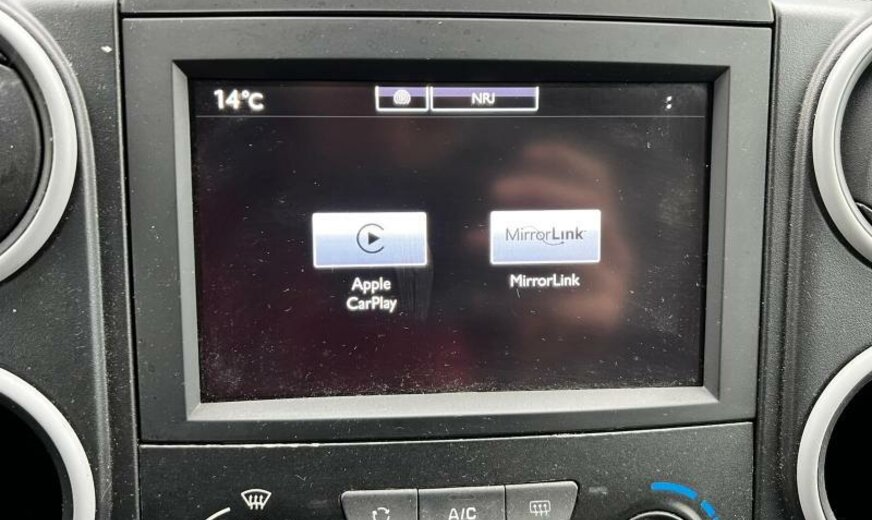 14°C
NRJ
MirrorLink
Apple
CarPlay
MirrorLink
A/C